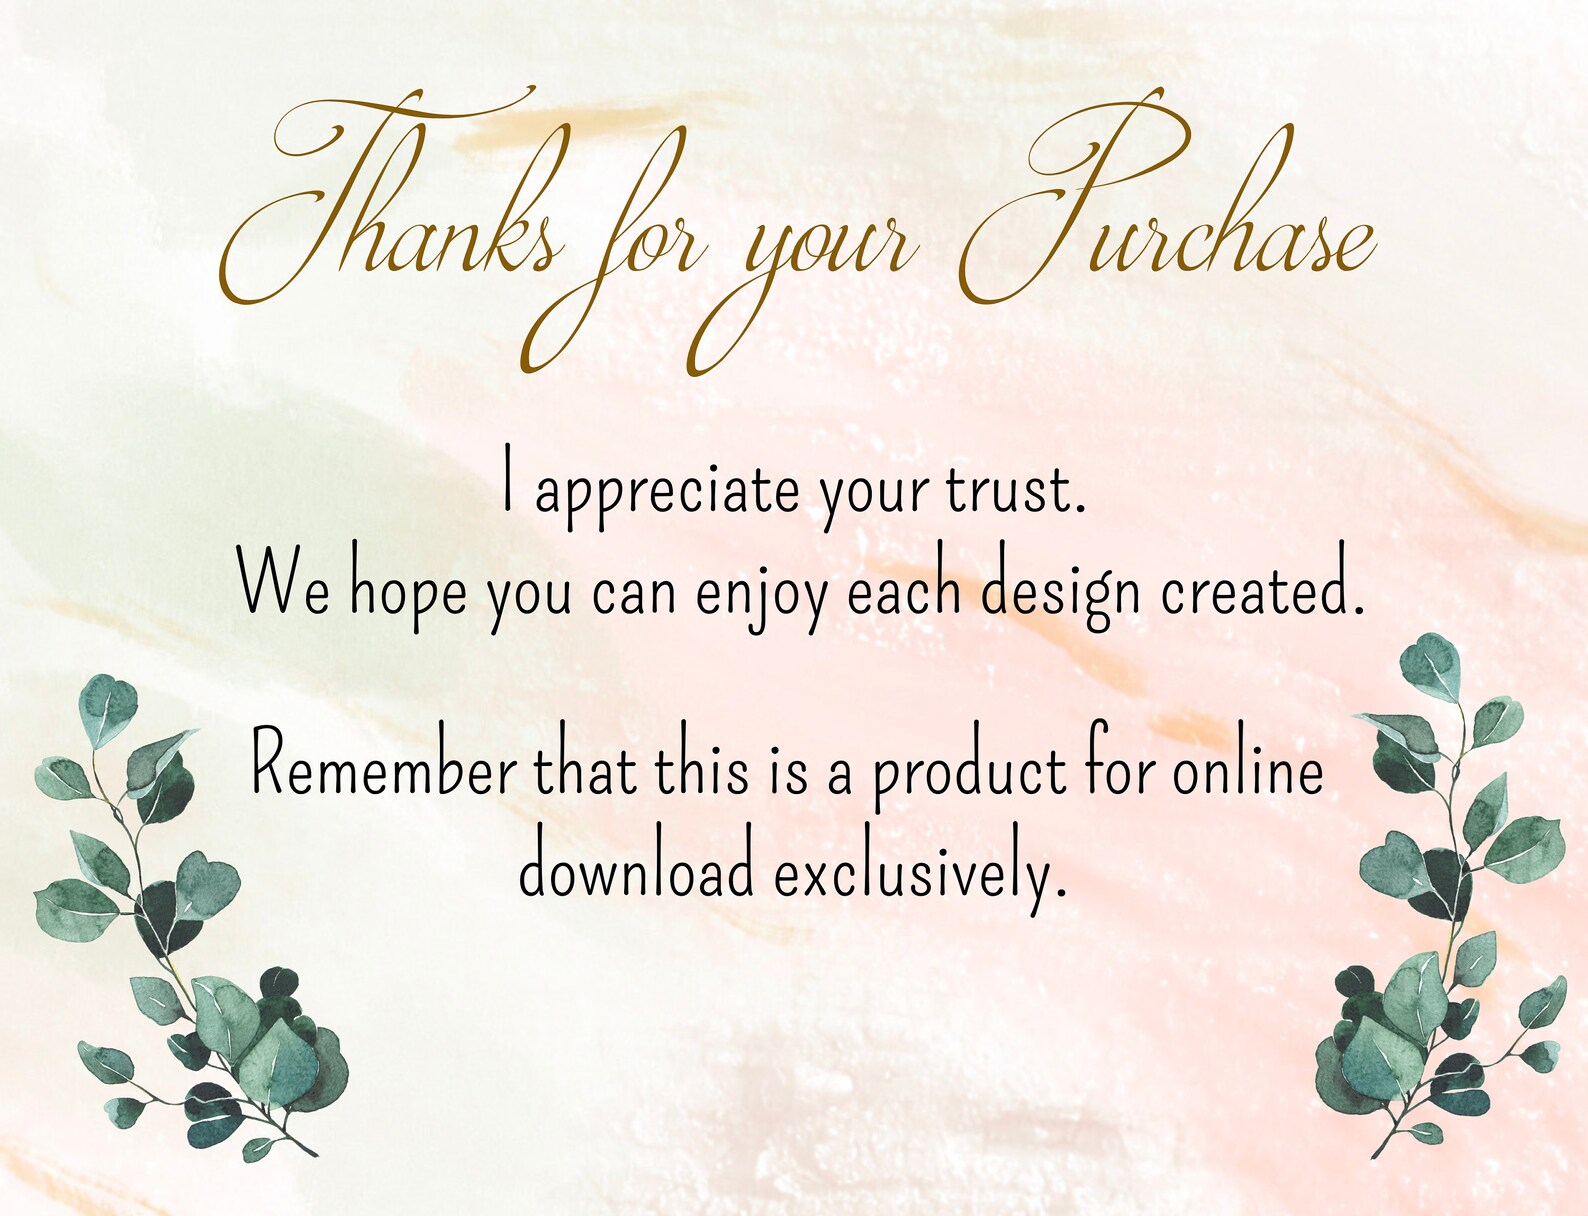 Thanks for your Purchase
I appreciate your trust.
We hope you can enjoy each design created.
Remember that this is a product for online
download exclusively.